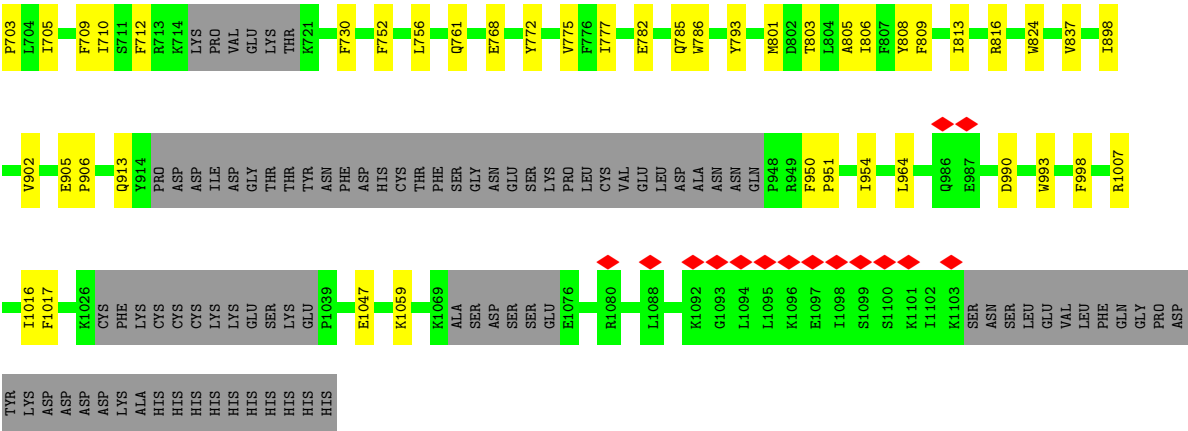 P703 L704 I705 F709 I710 S711 F712 R713 K714 LYS PRO VAL GLU LYS THR K721 F730 F752 L756 Q761 E768 Y772 V775 F776 I777 E782 Q785 W786 Y793 M801 D802 T803 L804 A805 I806 F807 Y808 F809 I813 R816 W824 V837 I898
V902 E905 P906 Q913 Y914 PRO ASP ASP ILE ASP GLY THR THR TYR ASN PHE ASP HIS CYS THR PHE SER GLY ASN GLU SER LYS PRO LEU CYS VAL GLU LEU ASP ALA ASN ASN GLN P948 R949 F950 P951 I954 L964 Q986 E987 D990 W993 F998 R1007
I1016 F1017 K1026 CYS PHE LYS CYS CYS CYS LYS LYS GLU SER LYS GLU P1039 E1047 K1059 K1069 ALA SER ASP SER SER GLU E1076 R1080 L1088 K1092 G1093 L1094 L1095 K1096 E1097 I1098 S1099 S1100 K1101 I1102 K1103 SER ASN SER LEU GLU VAL LEU PHE GLN GLY PRO ASP
TYR LYS ASP ASP ASP ASP LYS ALA HIS HIS HIS HIS HIS HIS HIS HIS HIS HIS